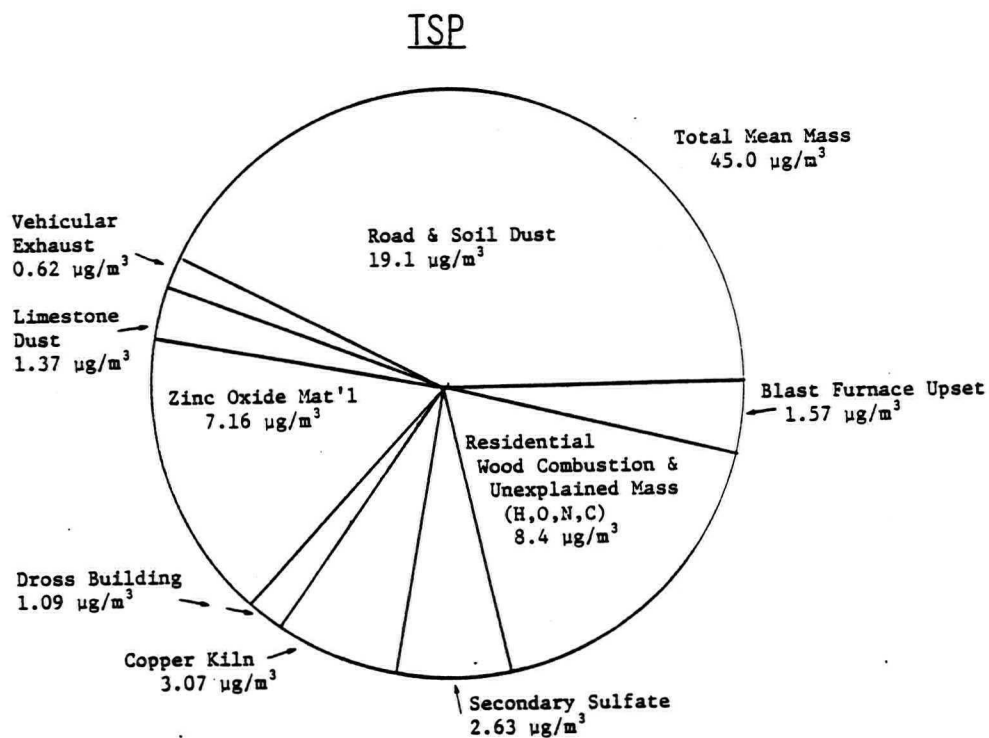 TSP
Total Mean Mass
45.0 µg/m³
Road & Soil Dust
19.1 µg/m³
Vehicular
Exhaust
0.62 µg/m³
Limestone
Dust
1.37 µg/m³
Zinc Oxide Mat'l
7.16 µg/m³
Blast Furnace Upset
1.57 µg/m³
Residential
Wood Combustion &
Unexplained Mass
(H,O,N,C)
8.4 µg/m³
Dross Building
1.09 µg/m³
Copper Kiln
3.07 µg/m³
Secondary Sulfate
2.63 µg/m³